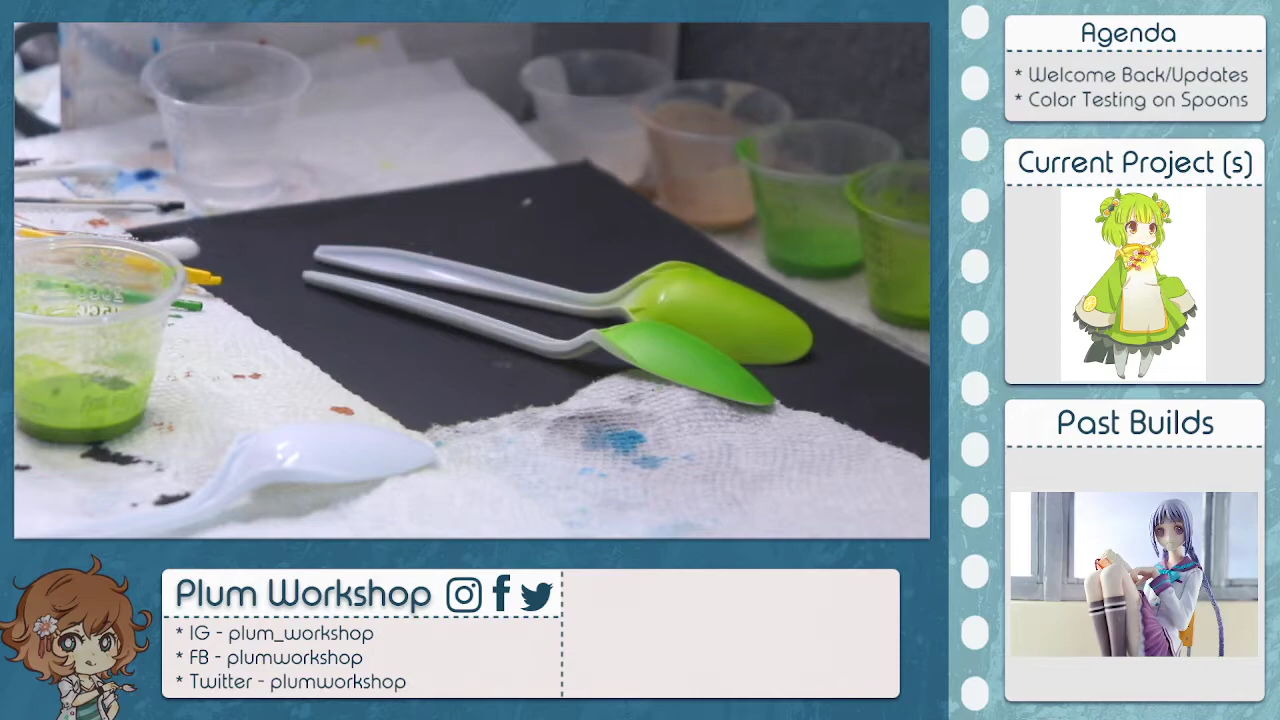 Agenda
* Welcome Back/Updates
* Color Testing on Spoons
Current Project (s)
Past Builds
Plum Workshop
* IG - plum_workshop
* FB - plumworkshop
* Twitter - plumworkshop